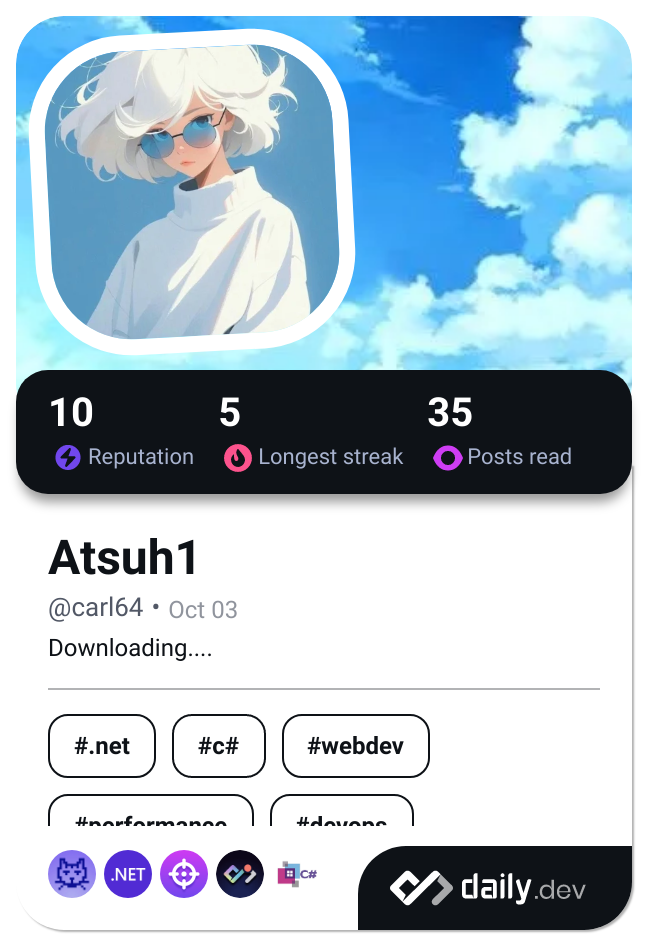 10 5 35
Reputation Longest streak Posts read
Atsuh1
@carl64 • Oct 03
Downloading....
#.net #c# #webdev
#performance #devops
.NET C#
daily.dev